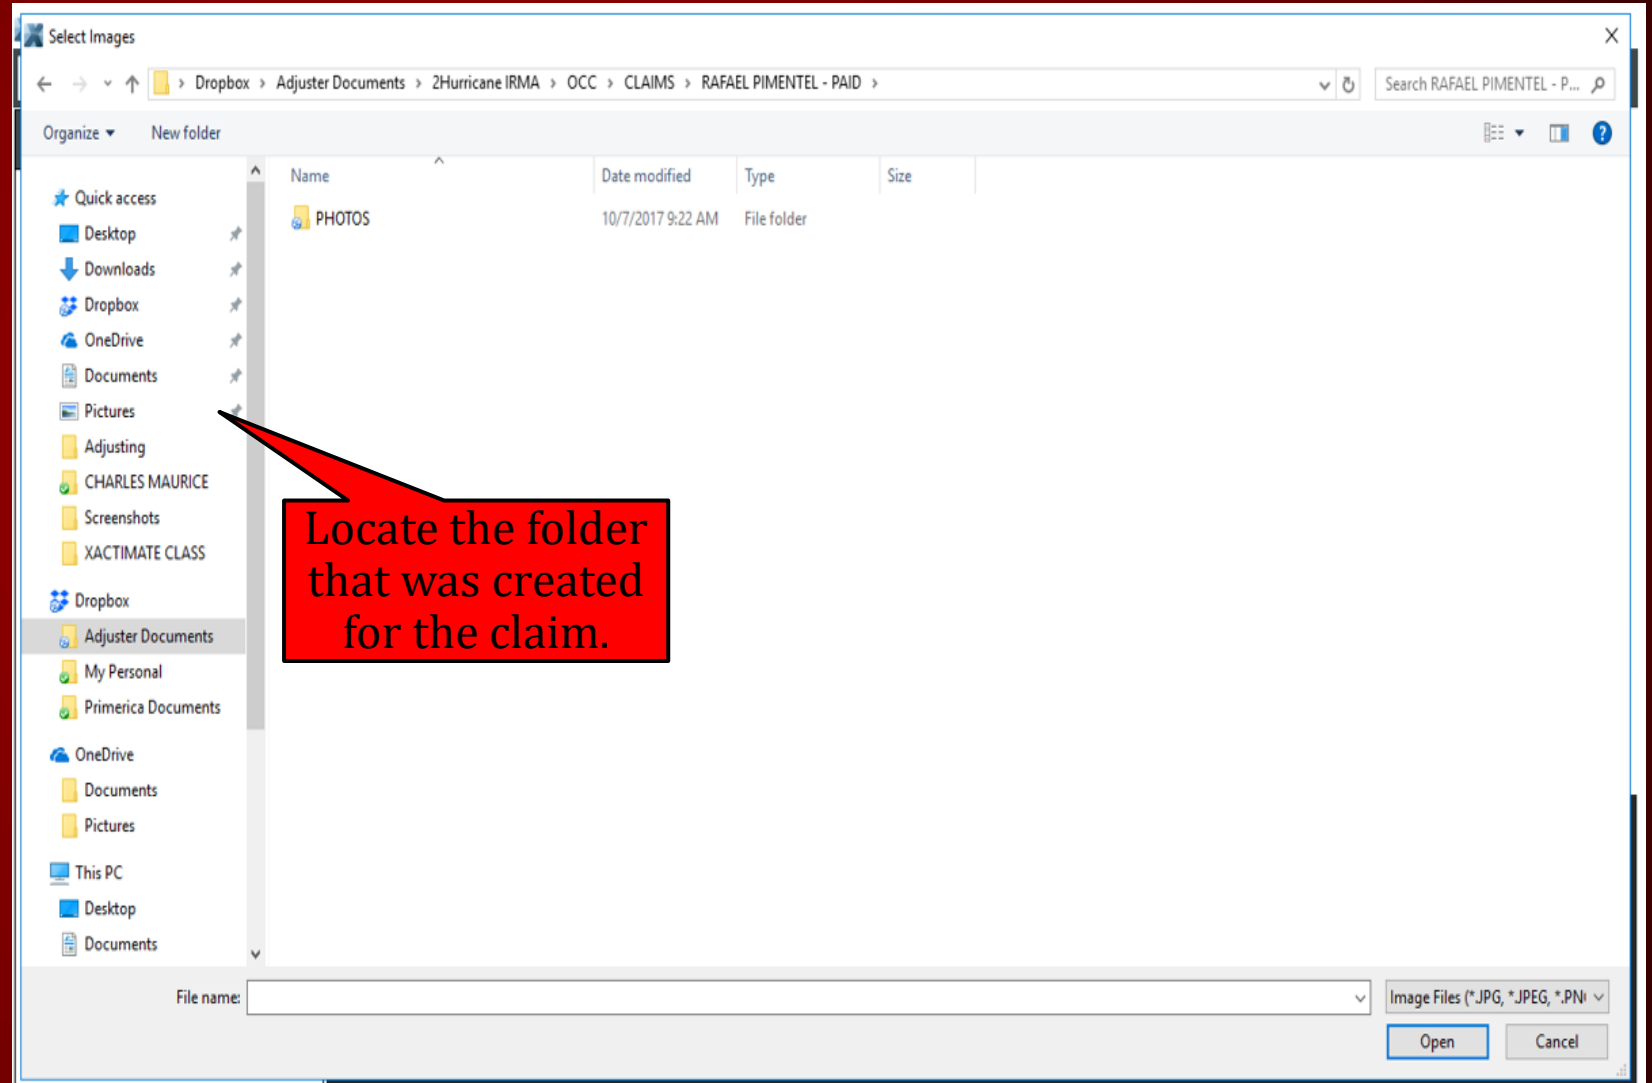 Select Images
Dropbox > Adjuster Documents > 2Hurricane IRMA > OCC > CLAIMS > RAFAEL PIMENTEL - PAID >
Search RAFAEL PIMENTEL - P...
Organize
New folder
Name
Date modified
Type
Size
PHOTOS
10/7/2017 9:22 AM
File folder
Quick access
Desktop
Downloads
Dropbox
OneDrive
Documents
Pictures
Adjusting
CHARLES MAURICE
Screenshots
XACTIMATE CLASS
Dropbox
Adjuster Documents
My Personal
Primerica Documents
OneDrive
Documents
Pictures
This PC
Desktop
Documents
Locate the folder
that was created
for the claim.
File name:
Image Files (*.JPG, *.JPEG, *.PN
Open
Cancel